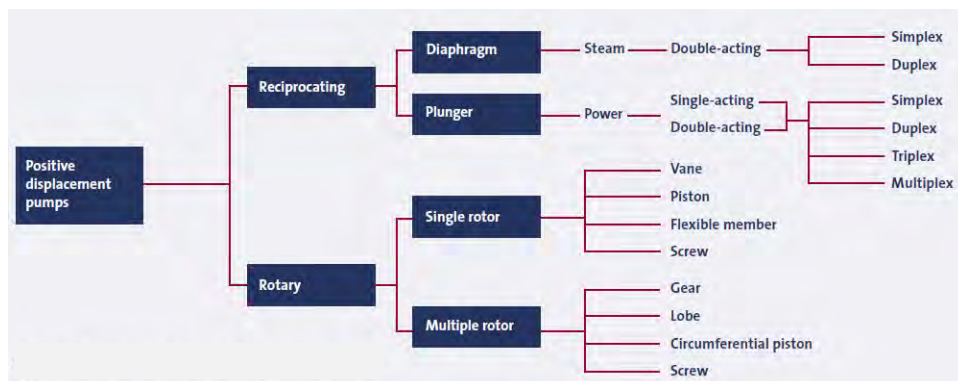 Positive
displacement
pumps
Reciprocating
Diaphragm
Steam
Double-acting
Simplex
Duplex
Plunger
Power
Single-acting
Double-acting
Simplex
Duplex
Triplex
Multiplex
Rotary
Single rotor
Vane
Piston
Flexible member
Screw
Multiple rotor
Gear
Lobe
Circumferential piston
Screw